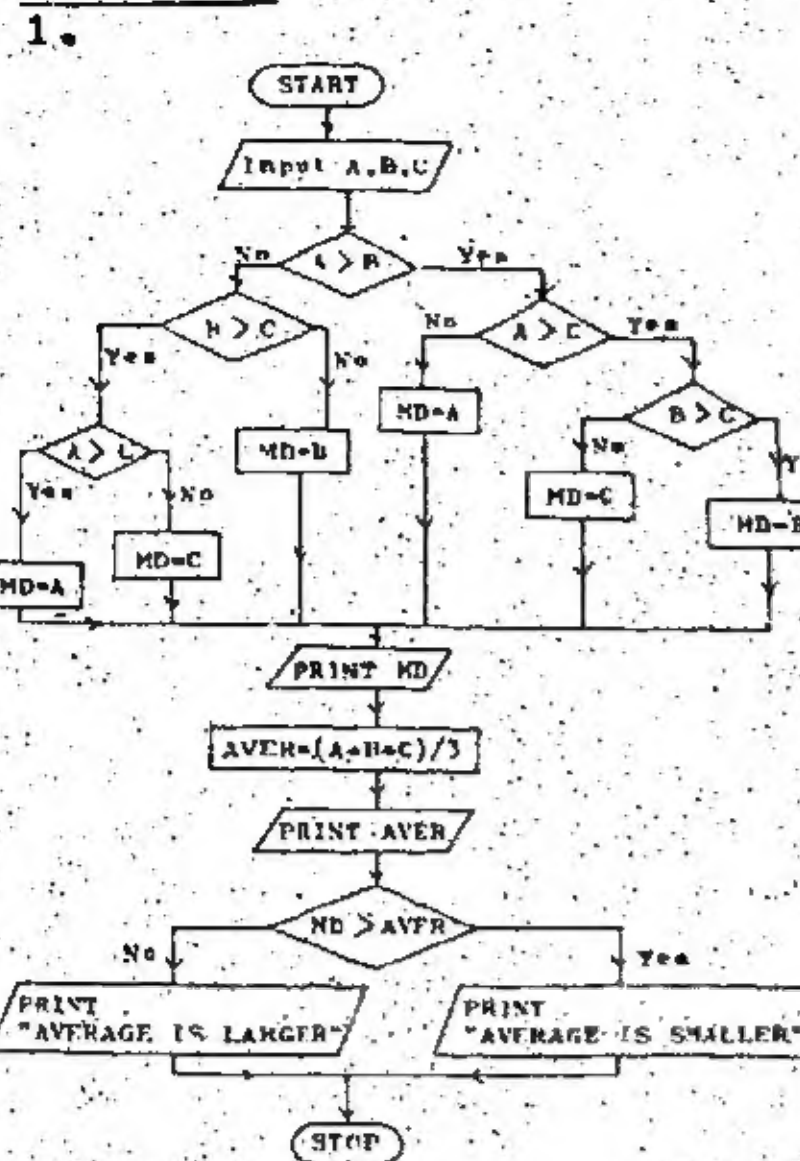 1.
START
Input A,B,C
A > B
No
Yes
B > C
Yes
No
A > C
No
Yes
MD=A
B > C
No
Y
A > C
Yes
No
MD=B
MD=C
MD=B
MD=C
MD=A
PRINT MD
AVER=(A+B+C)/3
PRINT AVER
MD > AVER
No
Yes
PRINT
"AVERAGE IS LARGER"
PRINT
"AVERAGE IS SMALLER"
STOP